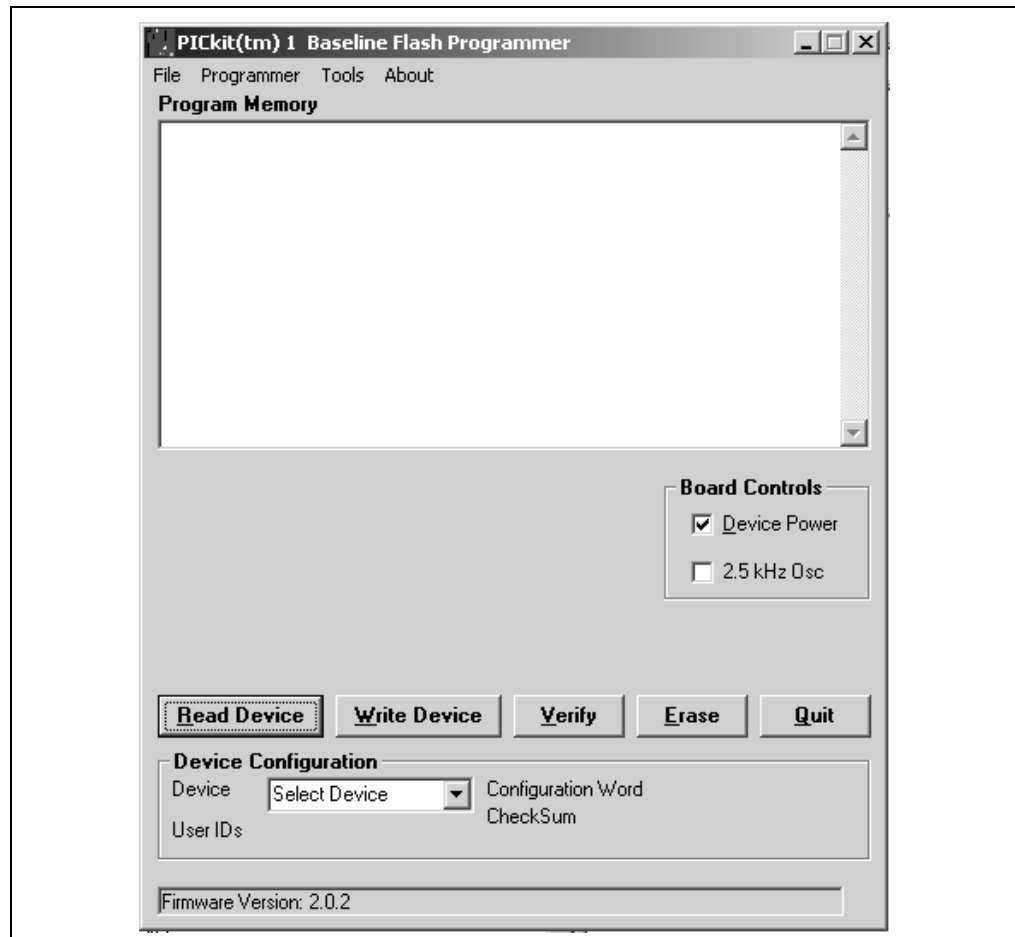 PICkit(tm) 1 Baseline Flash Programmer
File Programmer Tools About
Program Memory
Board Controls
Device Power
2.5 kHz Osc
Read Device Write Device Verify Erase Quit
Device Configuration
Device Select Device Configuration Word
CheckSum
User IDs
Firmware Version: 2.0.2